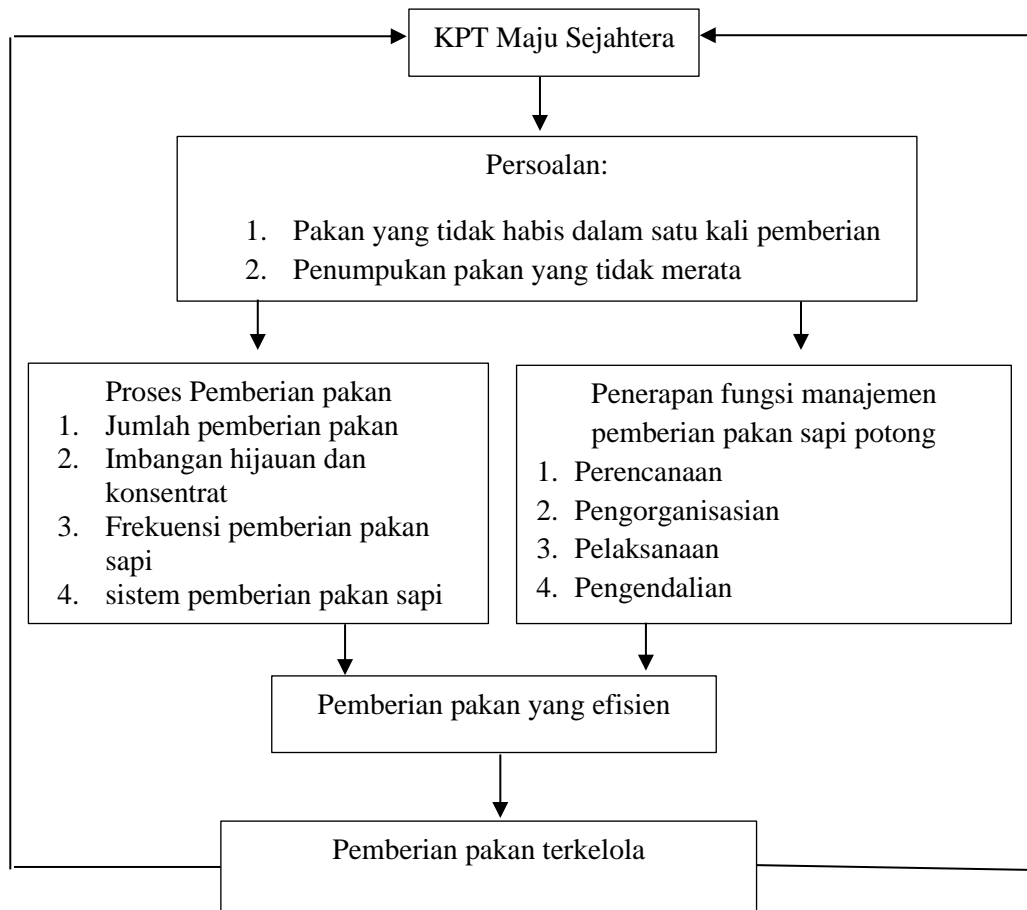 KPT Maju Sejahtera
Persoalan:
1. Pakan yang tidak habis dalam satu kali pemberian
2. Penumpukan pakan yang tidak merata
Proses Pemberian pakan
1. Jumlah pemberian pakan
2. Imbangan hijauan dan
konsentrat
3. Frekuensi pemberian pakan
sapi
4. sistem pemberian pakan sapi
Penerapan fungsi manajemen
pemberian pakan sapi potong
1. Perencanaan
2. Pengorganisasian
3. Pelaksanaan
4. Pengendalian
Pemberian pakan yang efisien
Pemberian pakan terkelola